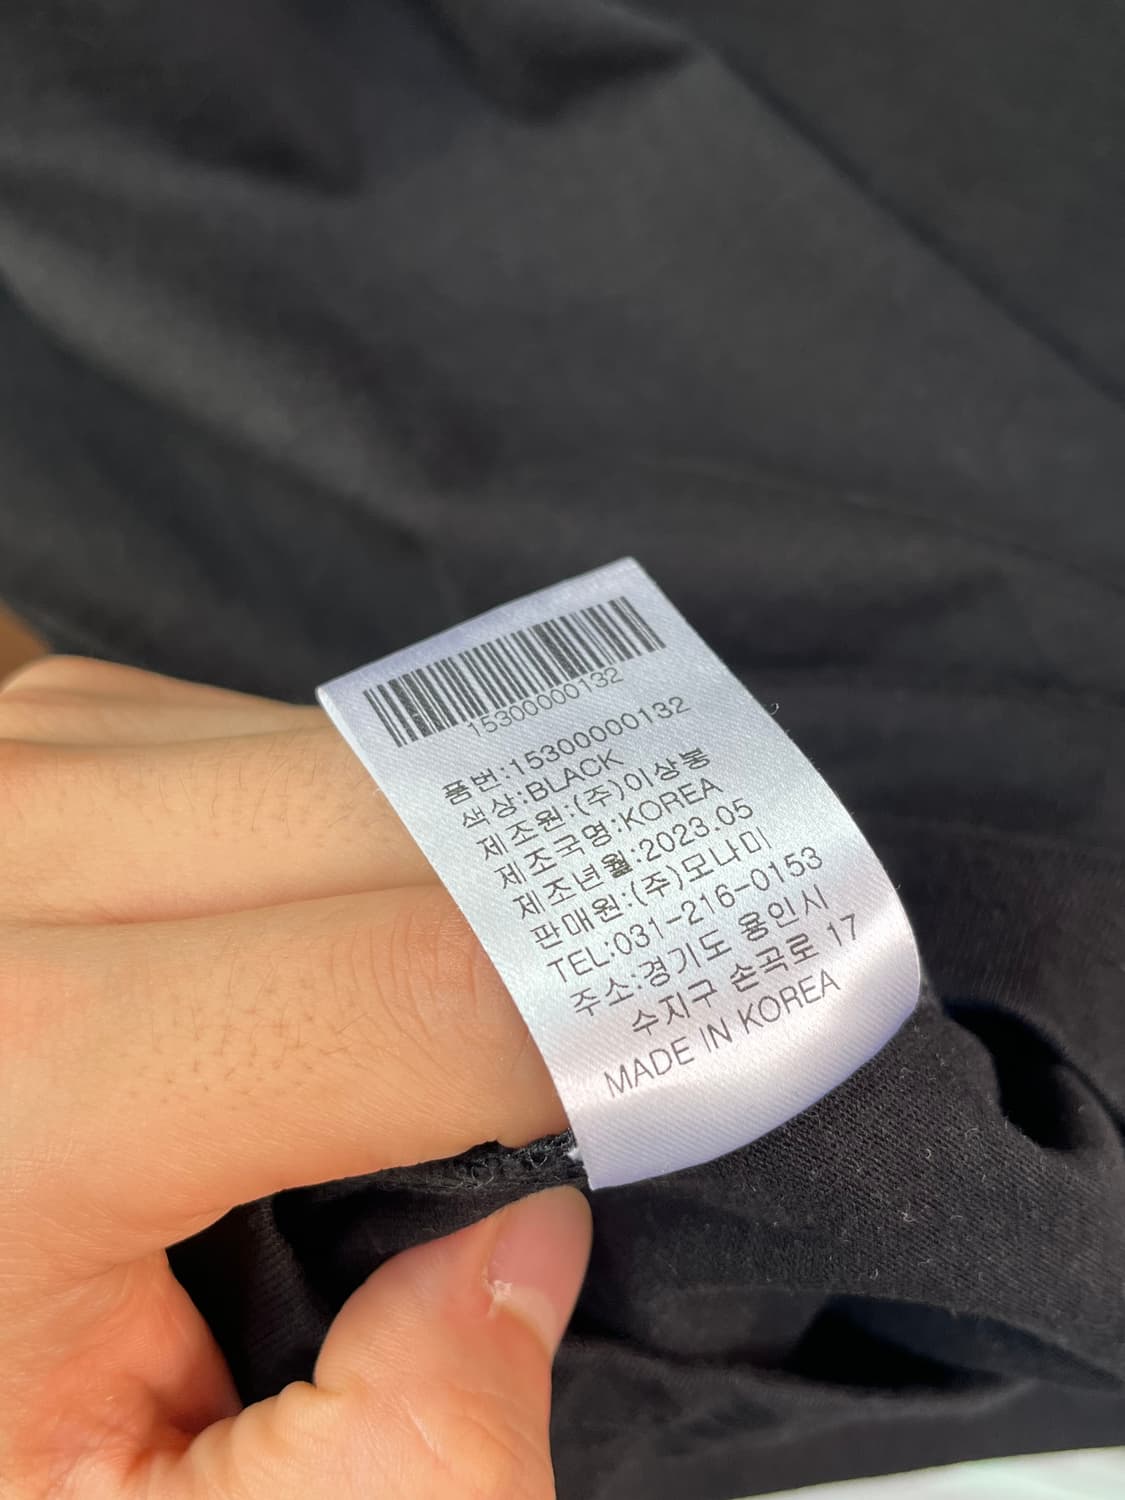 15300000132
품번:15300000132
색상:BLACK
제조원:(주)이상봉
제조국명:KOREA
제조년월:2023.05
판매원:(주)모나미
TEL:031-216-0153
주소:경기도 용인시
수지구 손곡로 17
MADE IN KOREA